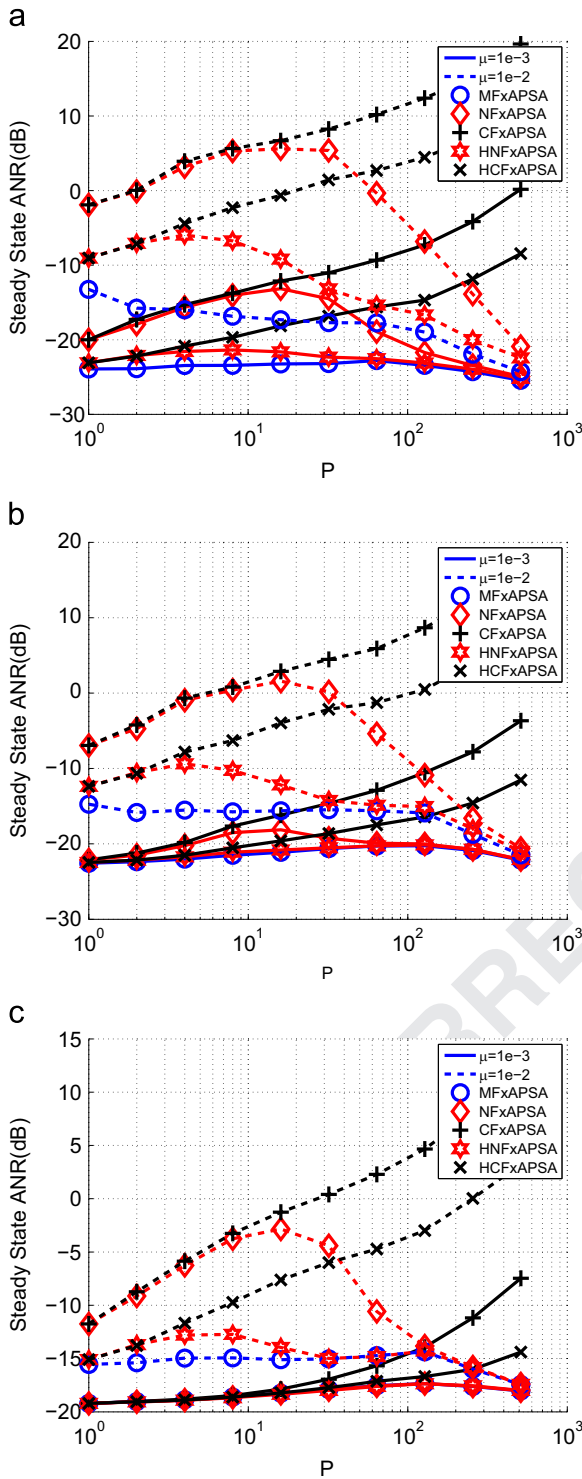 a
20
10
0
−10
−20
−30
Steady State ANR(dB)
10^0
10^1
10^2
10^3
P
μ=1e−3
μ=1e−2
MFxAPSA
NFxAPSA
CFxAPSA
HNFxAPSA
HCFxAPSA
b
20
10
0
−10
−20
−30
Steady State ANR(dB)
10^0
10^1
10^2
10^3
P
μ=1e−3
μ=1e−2
MFxAPSA
NFxAPSA
CFxAPSA
HNFxAPSA
HCFxAPSA
BREC
c
15
10
5
0
−5
−10
−15
−20
Steady State ANR(dB)
10^0
10^1
10^2
10^3
P
μ=1e−3
μ=1e−2
MFxAPSA
NFxAPSA
CFxAPSA
HNFxAPSA
HCFxAPSA